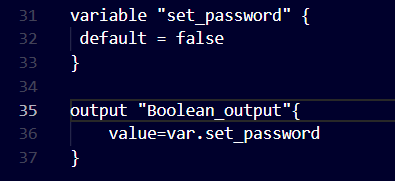 31 variable "set_password" {
32  default = false
33 }
34
35 output "Boolean_output"{
36     value=var.set_password
37 }